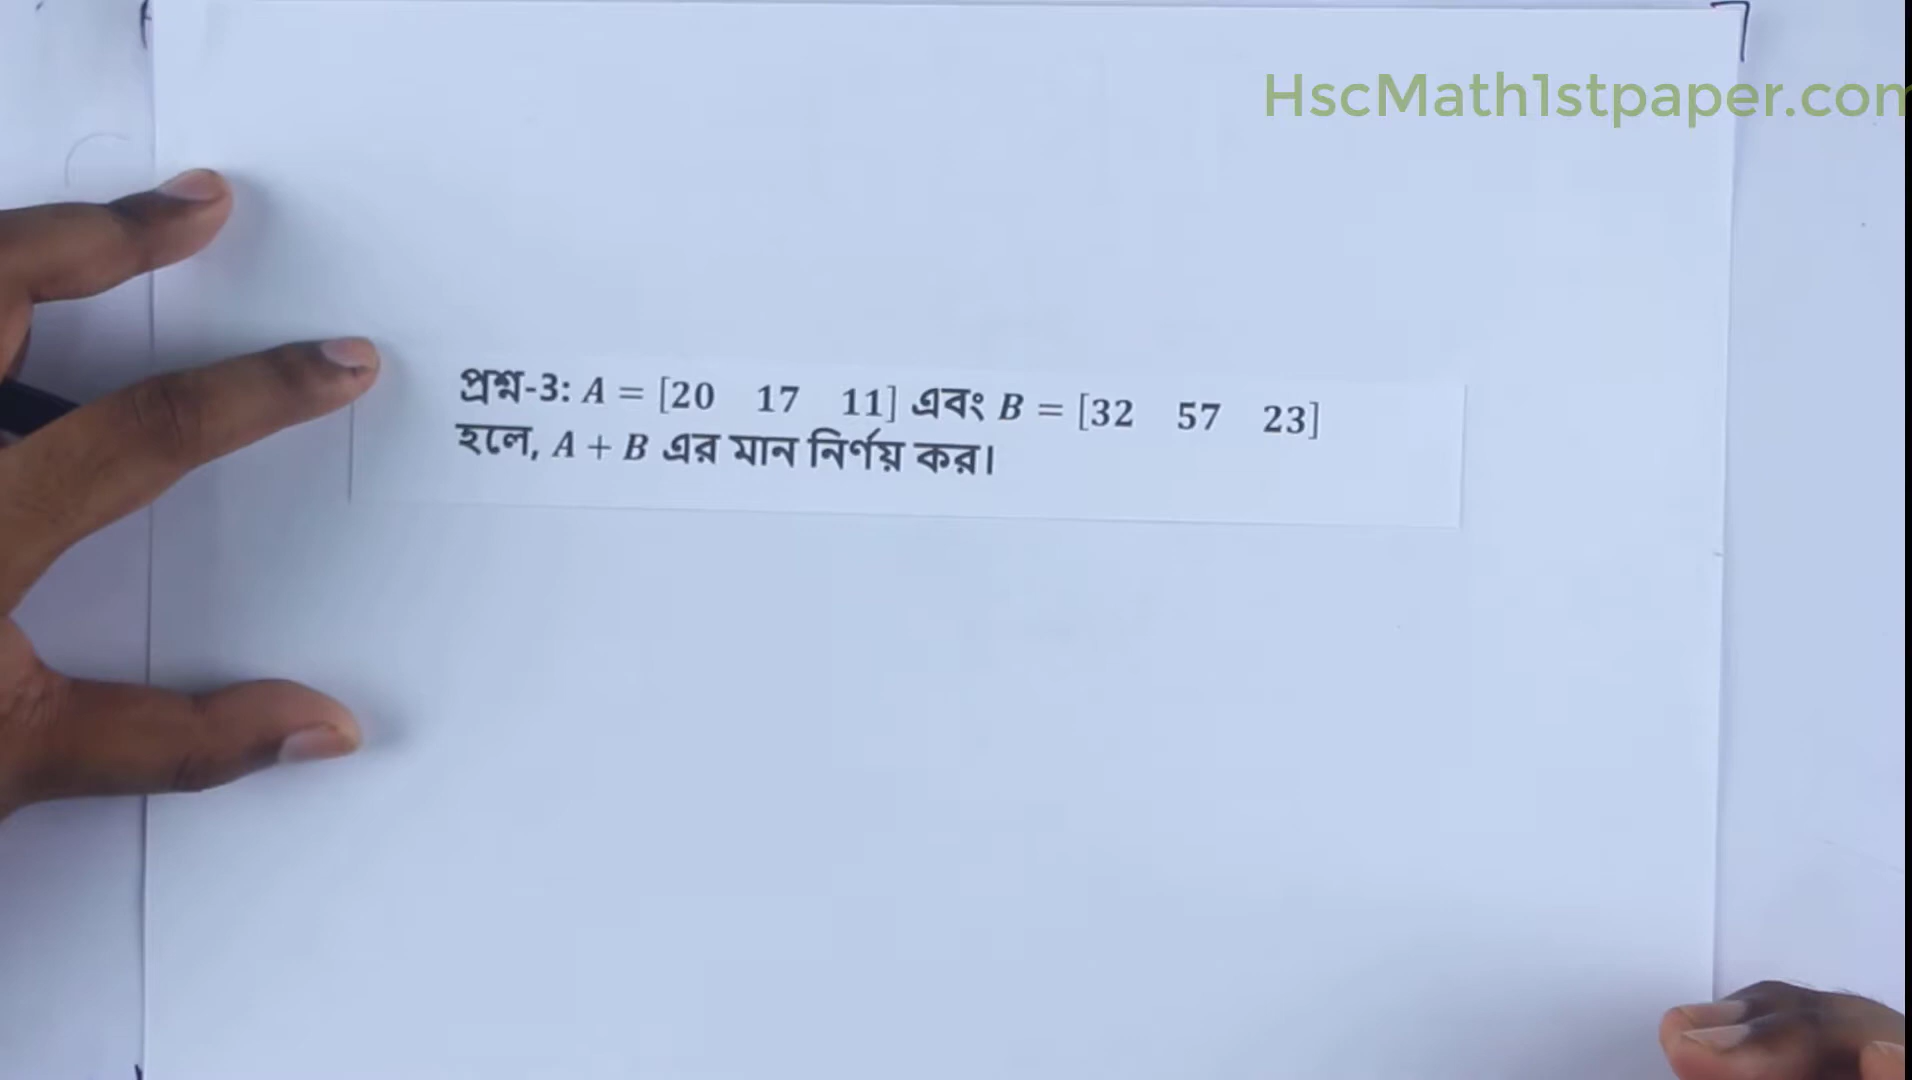 HscMath1stpaper.com
প্রশ্ন-3: A = [20 17 11] এবং B = [32 57 23]
হলে, A + B এর মান নির্ণয় কর।